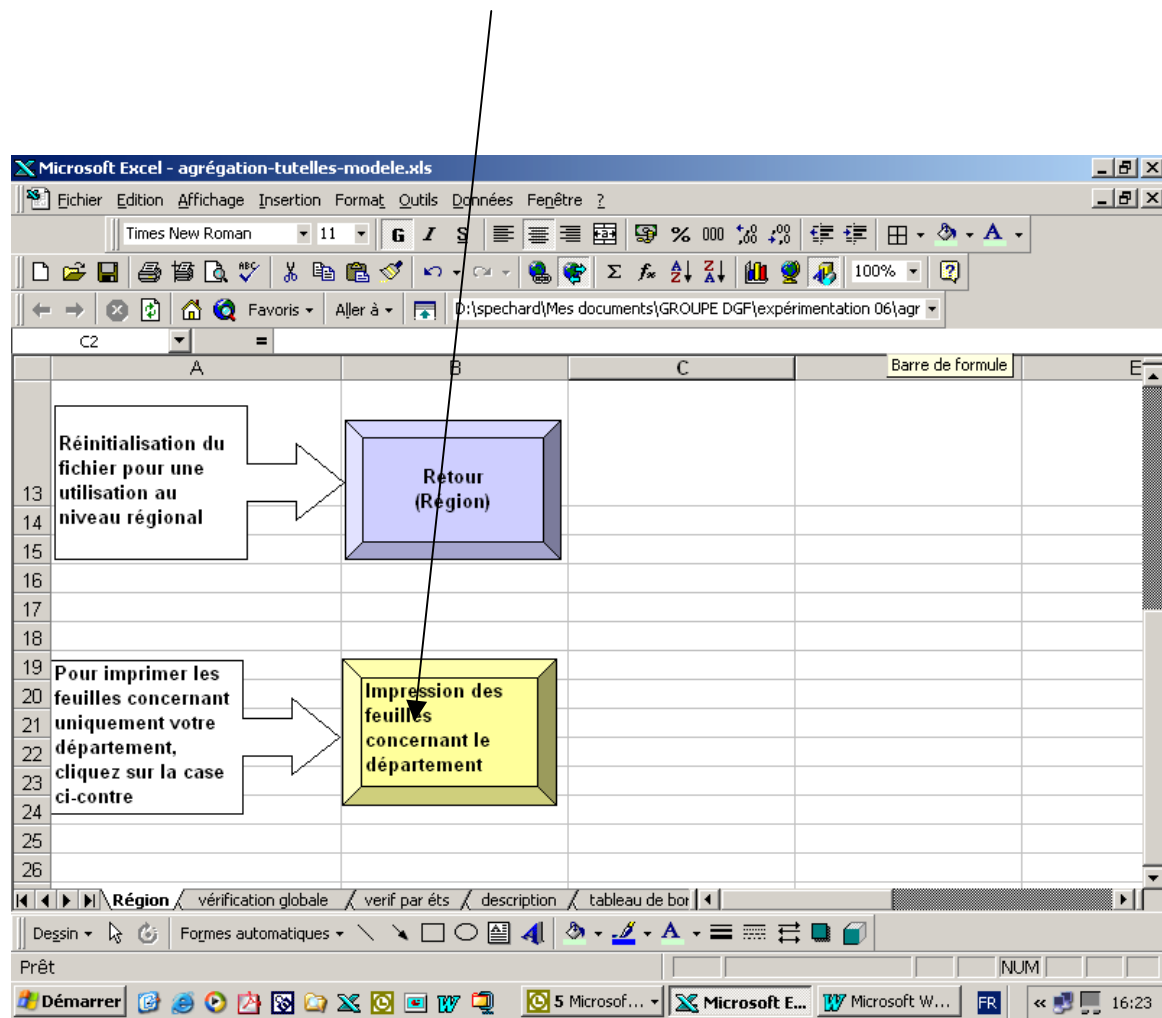 Microsoft Excel - agrégation-tutelles-modele.xls
Eichier Edition Affichage Insertion Format Outils Données Fenêtre ?
Times New Roman 11 G I S % 000
100%
Favoris Aller à D:\spechard\Mes documents\GROUPE DGF\expérimentation 06\agr
C2 =
Barre de formule
A B C E
Réinitialisation du
fichier pour une
utilisation au
niveau régional
Retour
(Région)
13
14
15
16
17
18
19
20
21
22
23
24
25
26
Pour imprimer les
feuilles concernant
uniquement votre
département,
cliquez sur la case
ci-contre
Impression des
feuilles
concernant le
département
Région vérification globale verif par éts description tableau de bor
Dessin Formes automatiques
Prêt NUM
Démarrer 5 Microsof... Microsoft E... Microsoft W... FR « 16:23